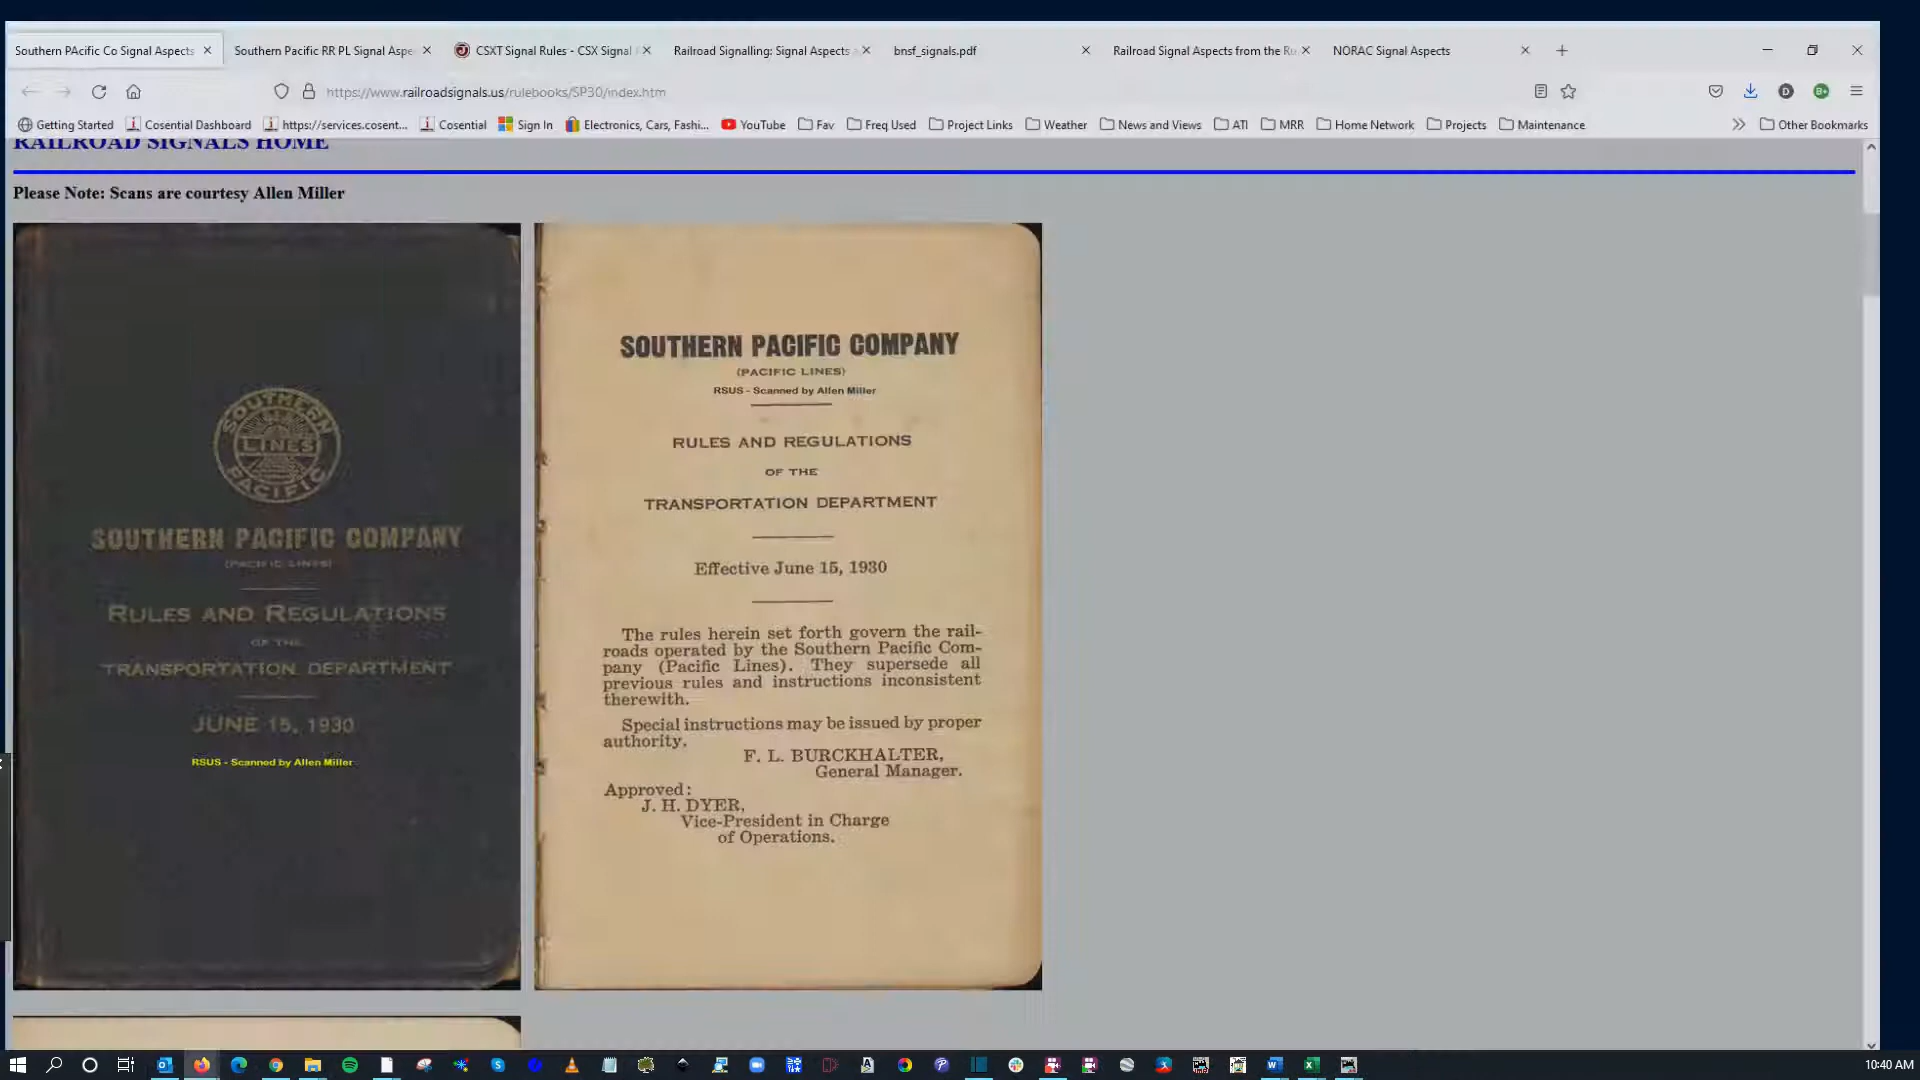 Southern PAcific Co Signal Aspects
Southern Pacific RR PL Signal Aspe
CSXT Signal Rules - CSX Signal
Railroad Signalling: Signal Aspects
bnsf_signals.pdf
Railroad Signal Aspects from the Ru
NORAC Signal Aspects
https://www.railroadsignals.us/rulebooks/SP30/index.htm
Getting Started
Cosential Dashboard
https://services.cosent...
Cosential
Sign In
Electronics, Cars, Fashi...
YouTube
Fav
Freq Used
Project Links
Weather
News and Views
ATI
MRR
Home Network
Projects
Maintenance
Other Bookmarks
RAILROAD SIGNALS HOME
Please Note: Scans are courtesy Allen Miller
SOUTHERN
LINES
PACIFIC
SOUTHERN PACIFIC COMPANY
(PACIFIC LINES)
RULES AND REGULATIONS
OF THE
TRANSPORTATION DEPARTMENT
JUNE 15, 1930
RSUS - Scanned by Allen Miller
SOUTHERN PACIFIC COMPANY
(PACIFIC LINES)
RSUS - Scanned by Allen Miller
RULES AND REGULATIONS
OF THE
TRANSPORTATION DEPARTMENT
Effective June 15, 1930
The rules herein set forth govern the rail-
roads operated by the Southern Pacific Com-
pany (Pacific Lines). They supersede all
previous rules and instructions inconsistent
therewith.
Special instructions may be issued by proper
authority.
F. L. BURCKHALTER,
General Manager.
Approved:
J. H. DYER,
Vice-President in Charge
of Operations.
10:40 AM